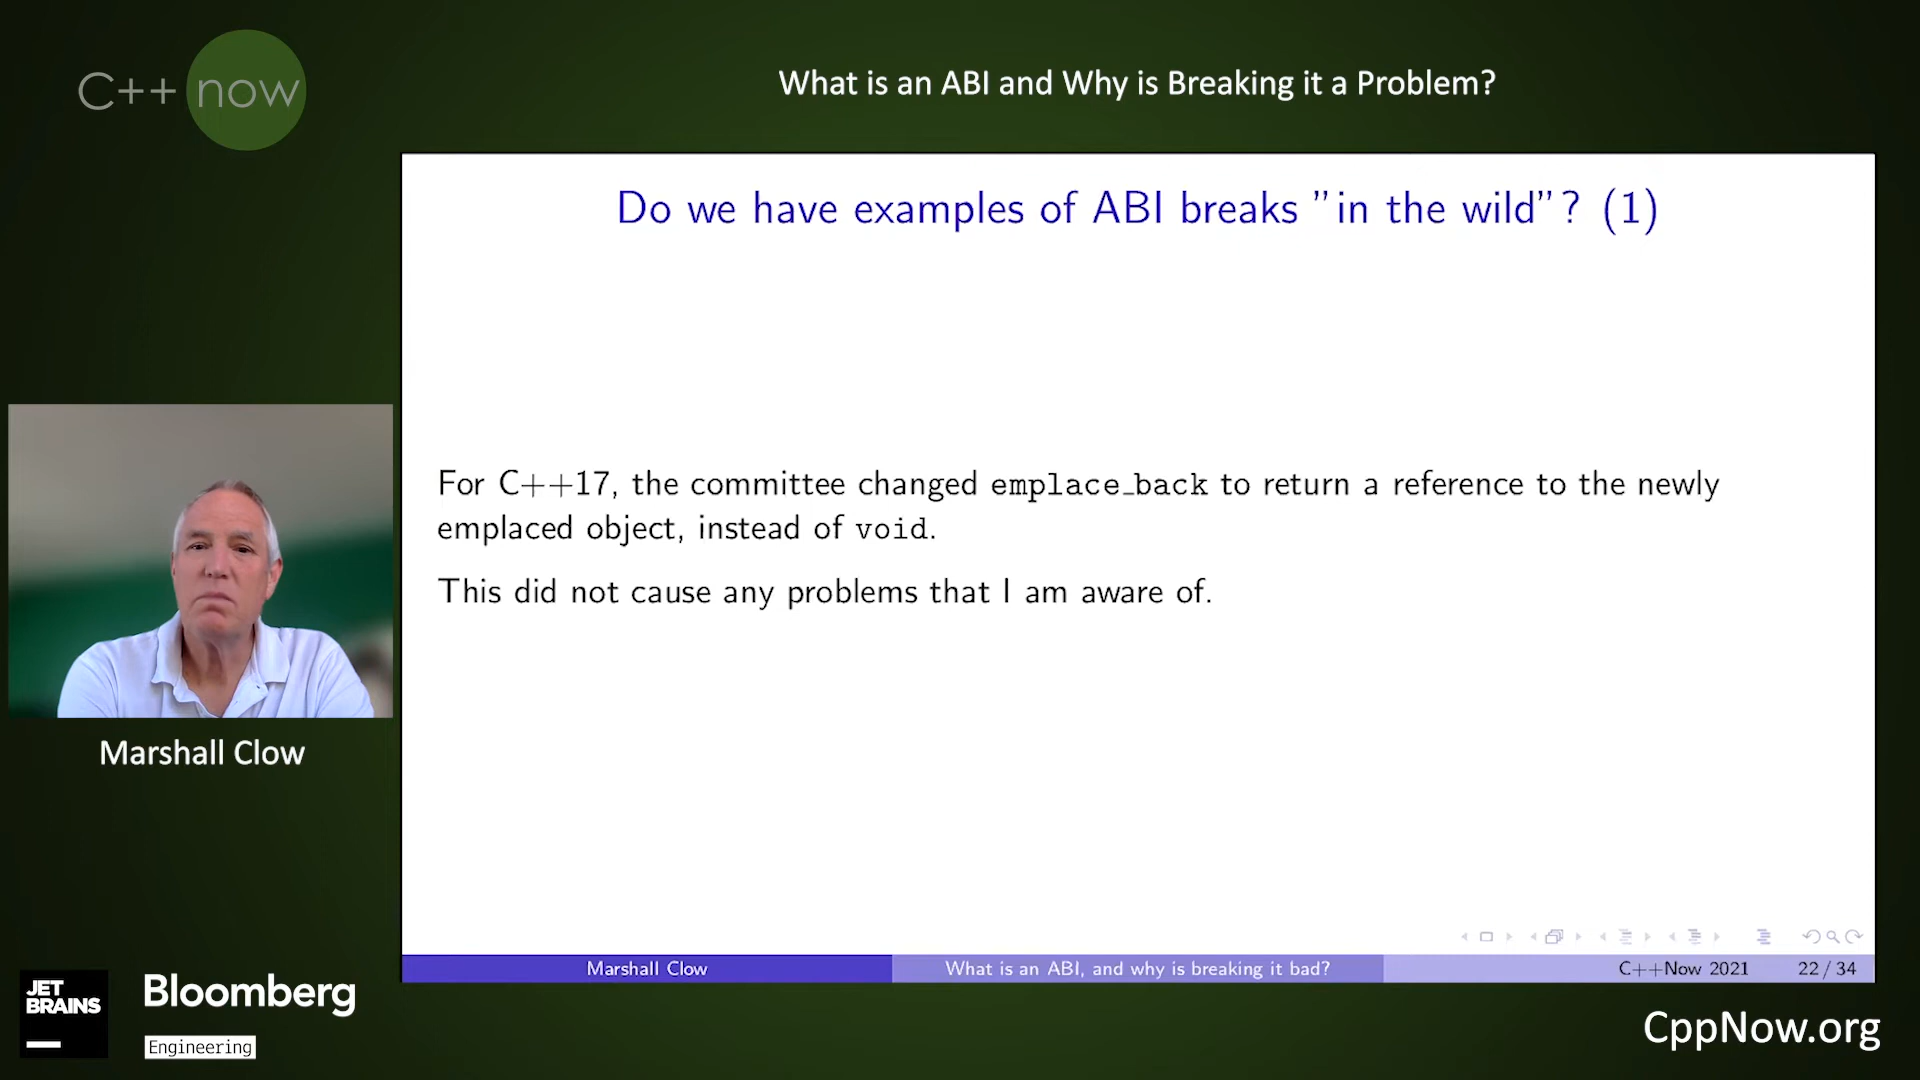 C++ now
What is an ABI and Why is Breaking it a Problem?
Do we have examples of ABI breaks ”in the wild”? (1)
For C++17, the committee changed emplace_back to return a reference to the newly
emplaced object, instead of void.
This did not cause any problems that I am aware of.
Marshall Clow
Marshall Clow What is an ABI, and why is breaking it bad? C++Now 2021 22 / 34
JET
BRAINS
Bloomberg
Engineering
CppNow.org